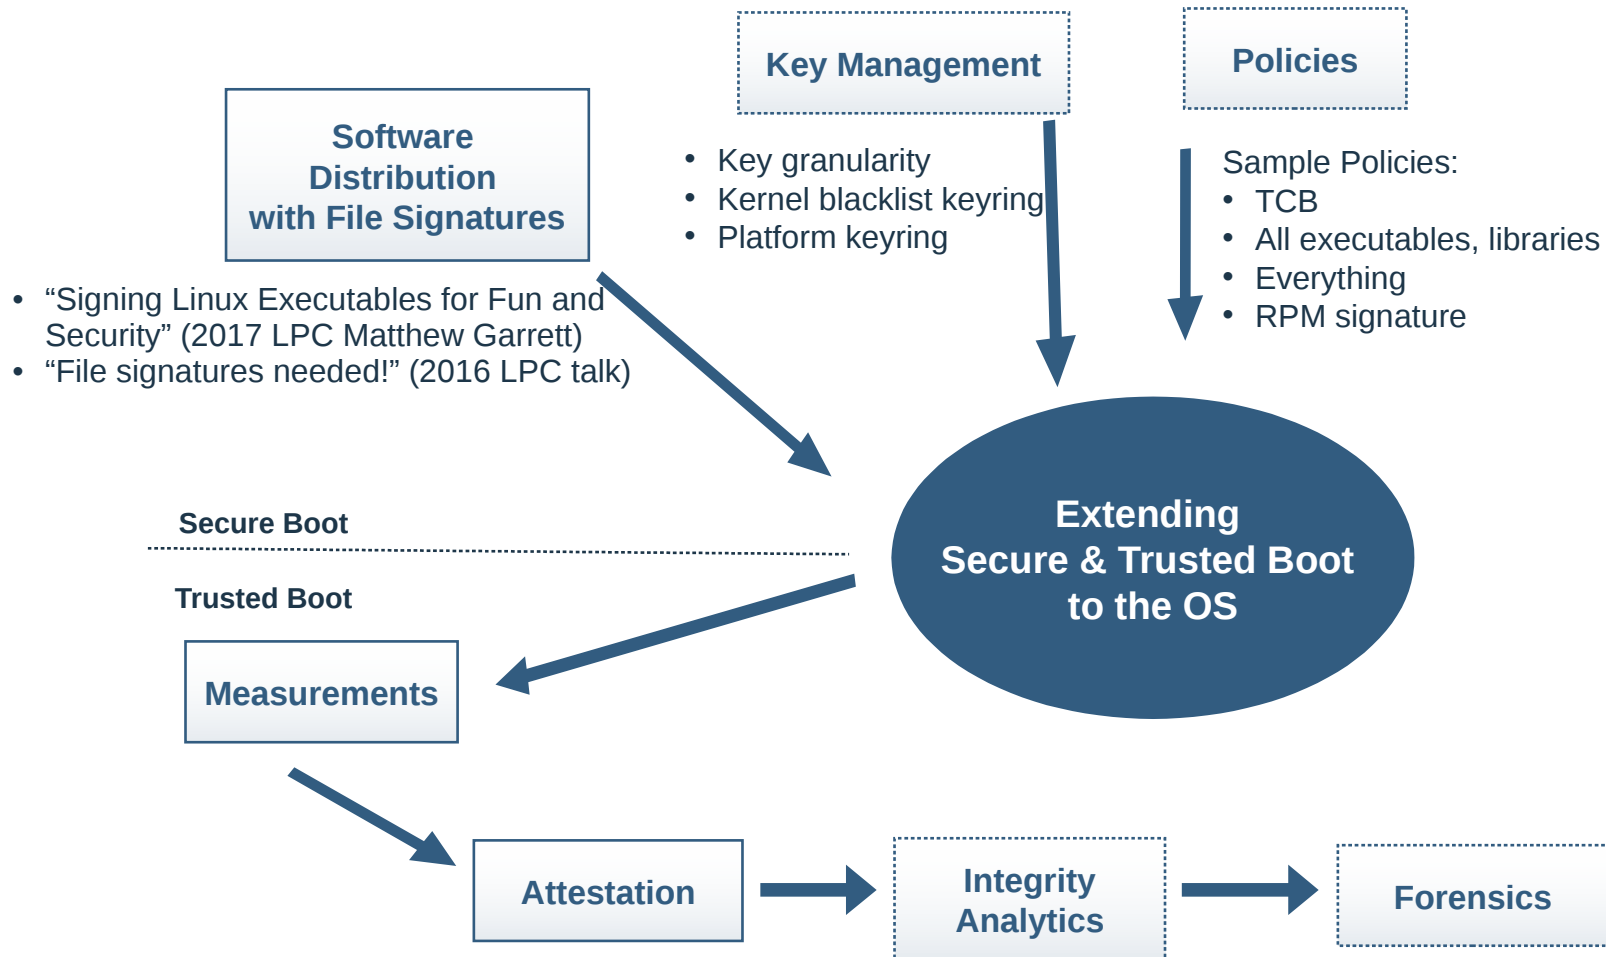 Key Management
Policies
Software
Distribution
with File Signatures
• Key granularity
• Kernel blacklist keyring
• Platform keyring
Sample Policies:
• TCB
• All executables, libraries
• Everything
• RPM signature
• “Signing Linux Executables for Fun and
Security” (2017 LPC Matthew Garrett)
• “File signatures needed!” (2016 LPC talk)
Extending
Secure & Trusted Boot
to the OS
Secure Boot
Trusted Boot
Measurements
Attestation
Integrity
Analytics
Forensics